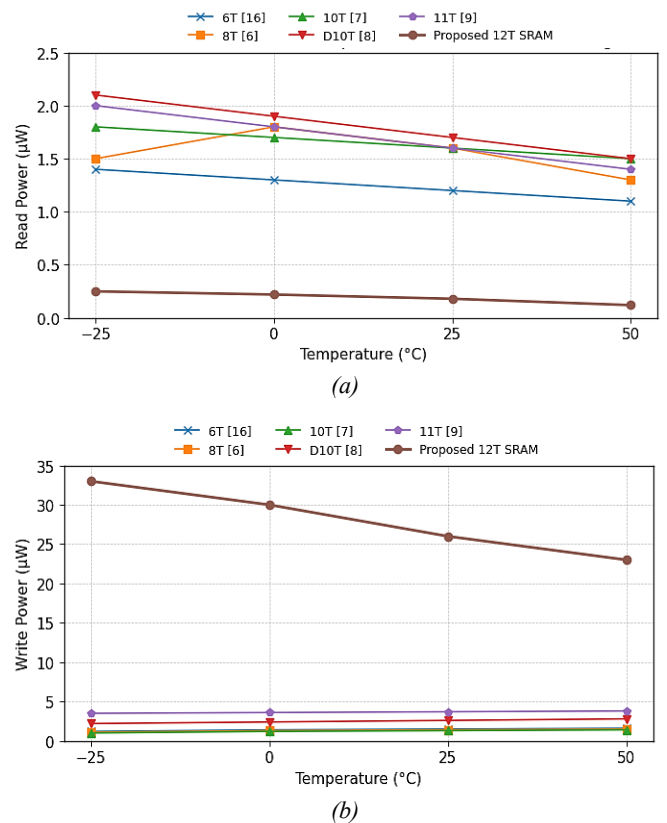 6T [16] 10T [7] 11T [9]
8T [6] D10T [8] Proposed 12T SRAM
2.5
2.0
1.5
1.0
0.5
0.0
Read Power (μW)
−25 0 25 50
Temperature (°C)
(a)
6T [16] 10T [7] 11T [9]
8T [6] D10T [8] Proposed 12T SRAM
35
30
25
20
15
10
5
0
Write Power (μW)
−25 0 25 50
Temperature (°C)
(b)